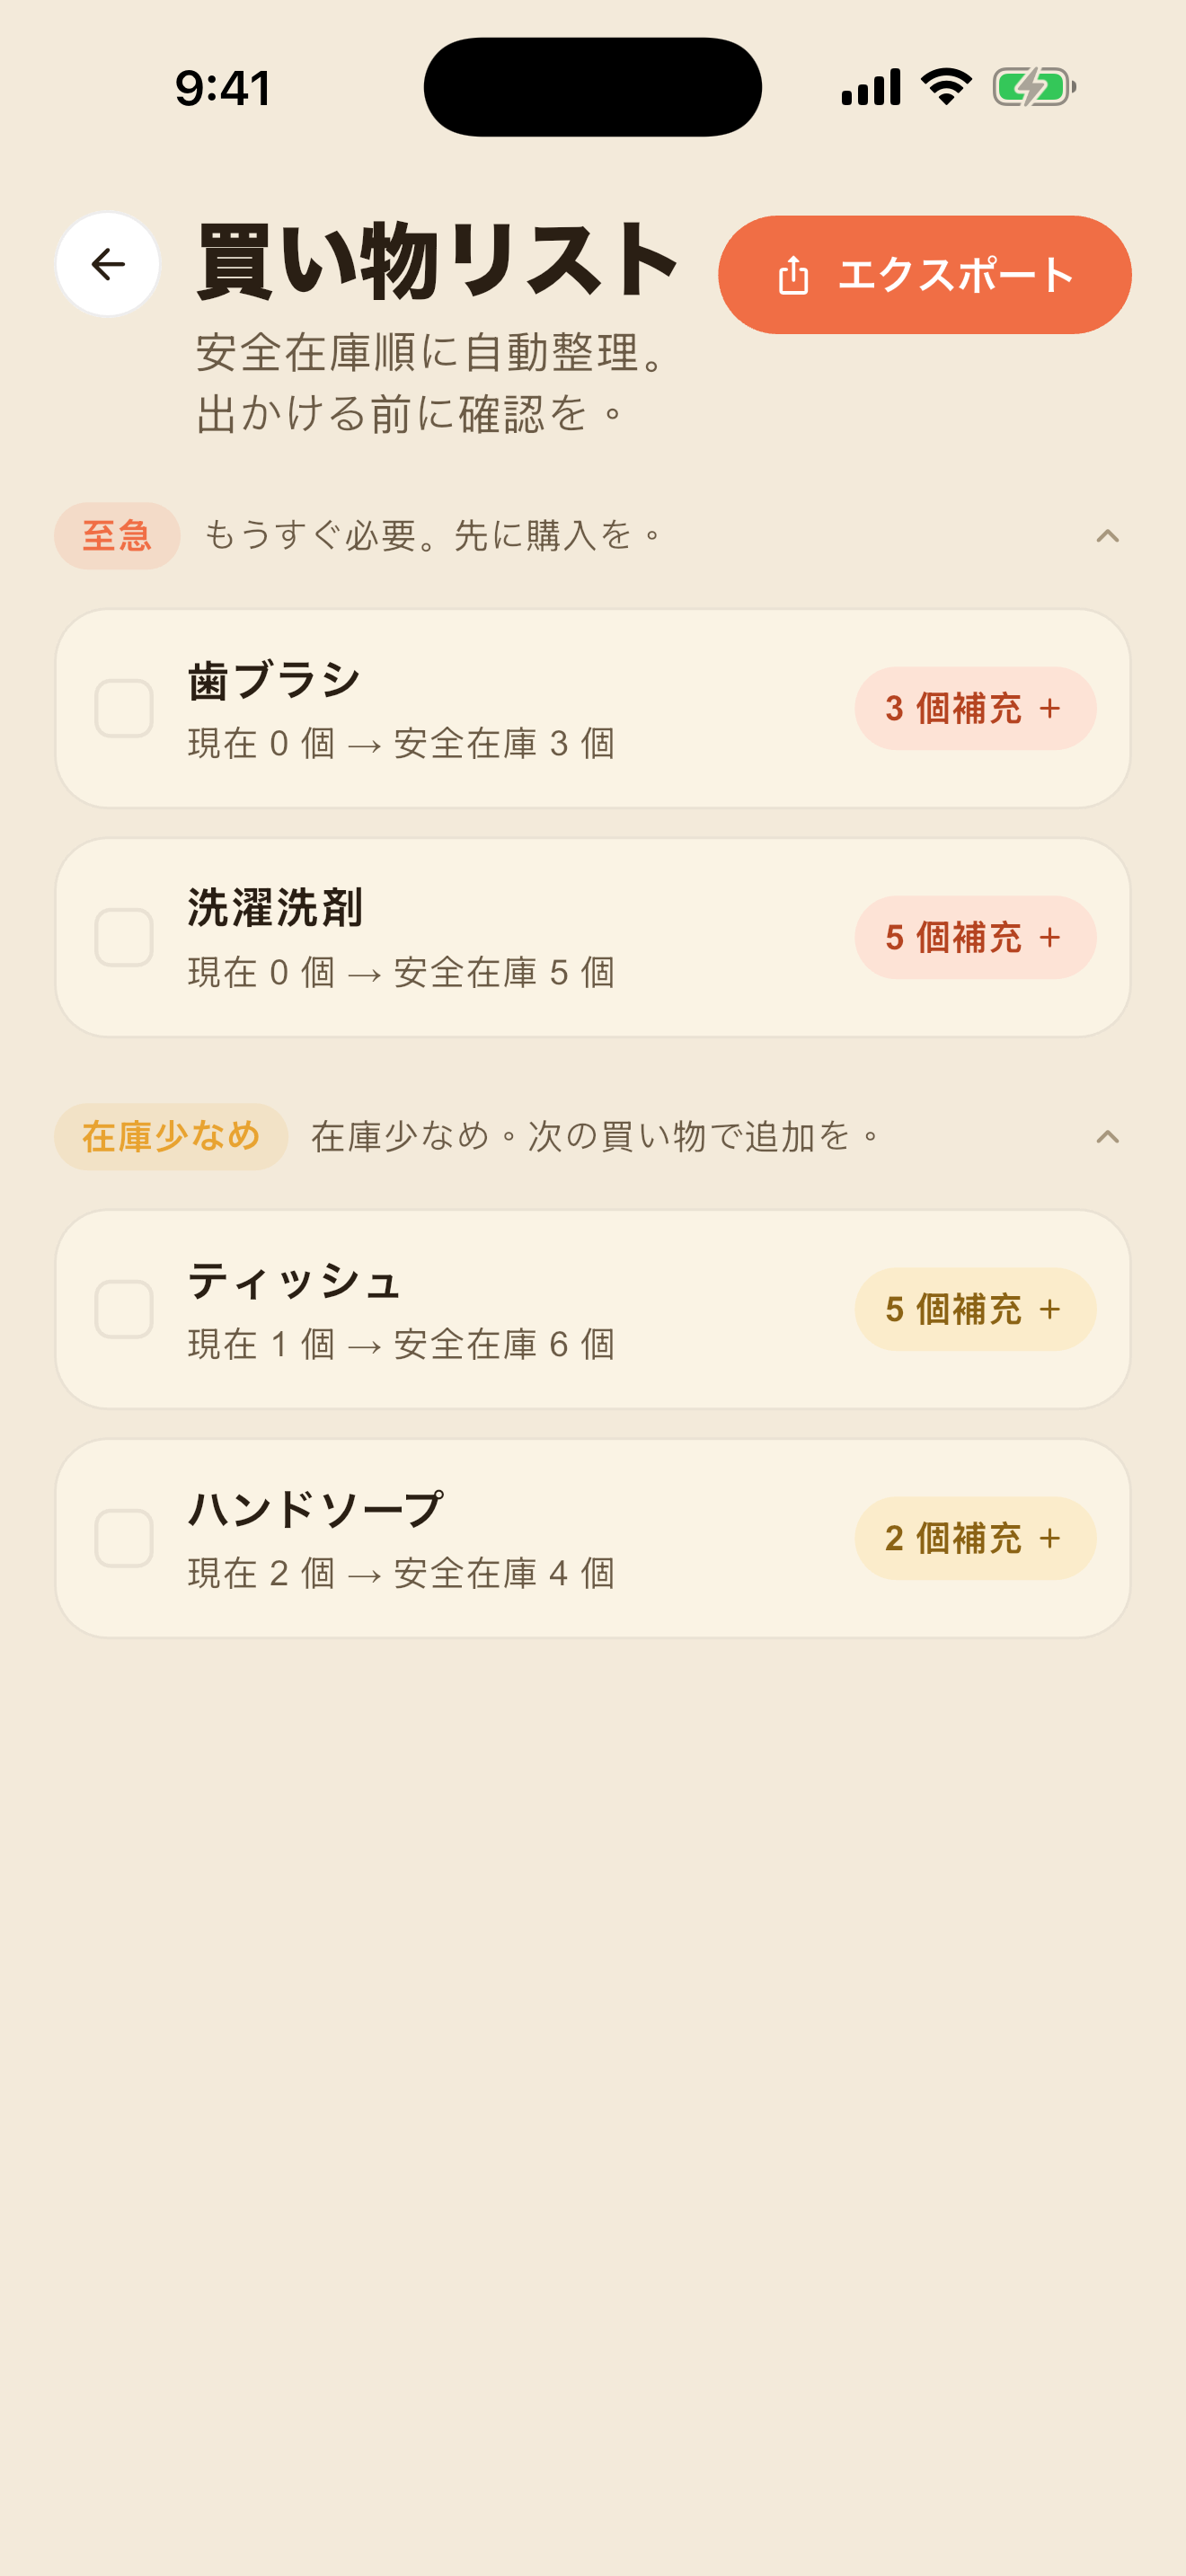 9:41
買い物リスト
エクスポート
安全在庫順に自動整理。
出かける前に確認を。
至急
もうすぐ必要。先に購入を。
歯ブラシ
現在 0 個 → 安全在庫 3 個
3 個補充 +
洗濯洗剤
現在 0 個 → 安全在庫 5 個
5 個補充 +
在庫少なめ
在庫少なめ。次の買い物で追加を。
ティッシュ
現在 1 個 → 安全在庫 6 個
5 個補充 +
ハンドソープ
現在 2 個 → 安全在庫 4 個
2 個補充 +